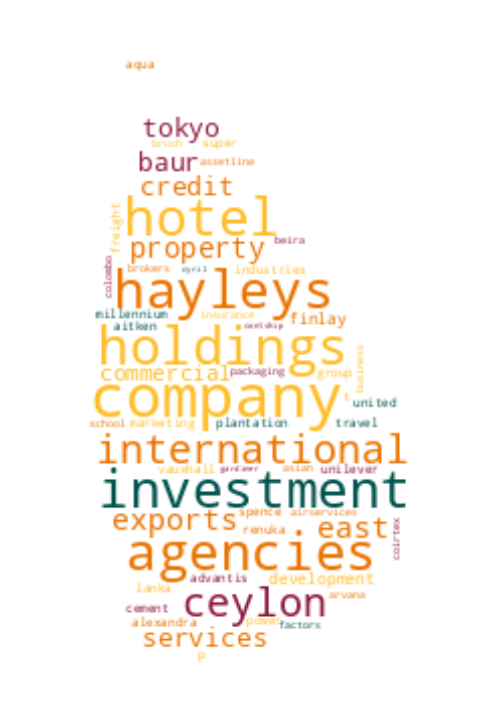 aqua
tokyo
brush super
baur assetline
credit
freight hotel
property beira
brokers cyril industries
colombo hayleys
millennium insurance finlay
aitken
holdings business
commercial packaging group
company t united
school marketing plantation travel
international
vauxhall gardiner asian unilever
investment
exports spence airservices
renuka east coirtex
agencies
advantis development
lanka ceylon arvana
cement
alexandra power factors
services
p